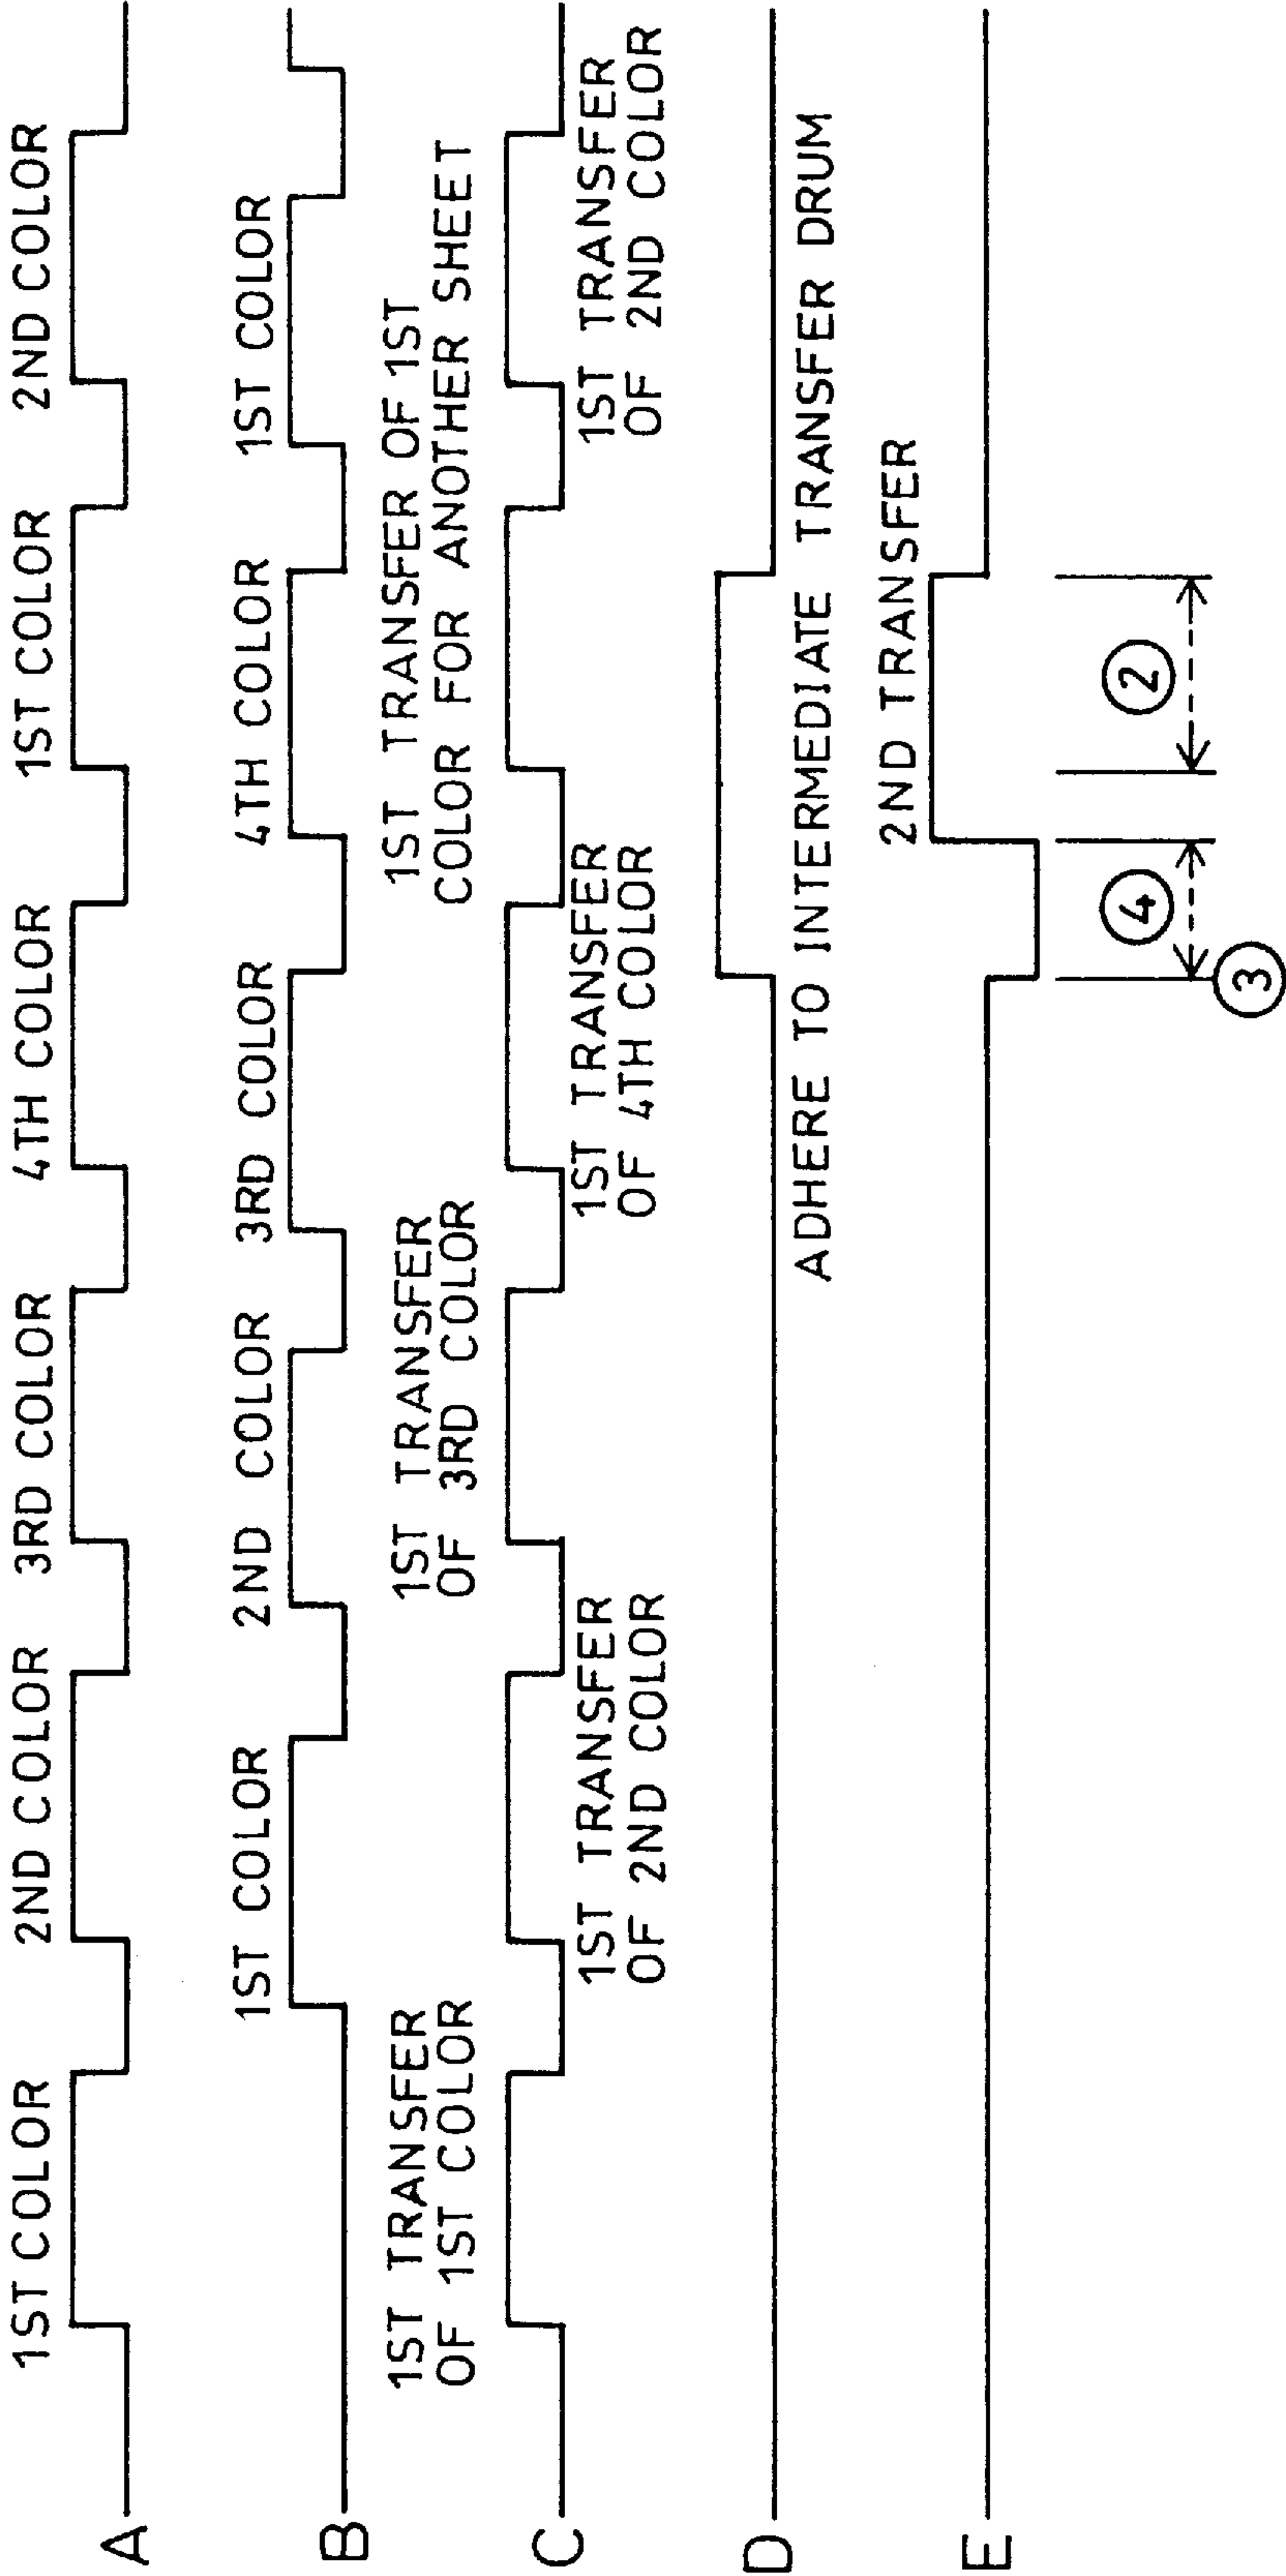 1ST COLOR
2ND COLOR
3RD COLOR
4TH COLOR
1ST COLOR
2ND COLOR
A
1ST COLOR
2ND COLOR
3RD COLOR
4TH COLOR
1ST COLOR
B
1ST TRANSFER
OF 1ST COLOR
1ST TRANSFER
OF 3RD COLOR
1ST TRANSFER OF 1ST
COLOR FOR ANOTHER SHEET
C
1ST TRANSFER
OF 2ND COLOR
1ST TRANSFER
OF 4TH COLOR
1ST TRANSFER
OF 2ND COLOR
D
ADHERE TO INTERMEDIATE TRANSFER DRUM
2ND TRANSFER
E
④
②
③